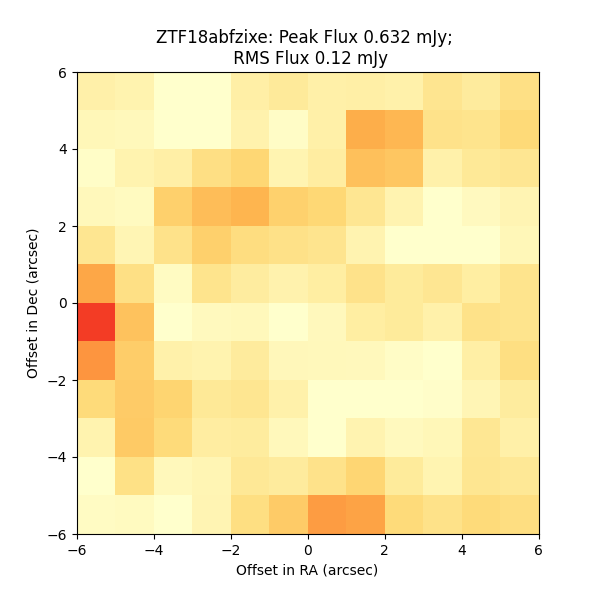 ZTF18abfzixe: Peak Flux 0.632 mJy;
RMS Flux 0.12 mJy
6
4
2
0
−2
−4
−6
Offset in Dec (arcsec)
−6 −4 −2 0 2 4 6
Offset in RA (arcsec)